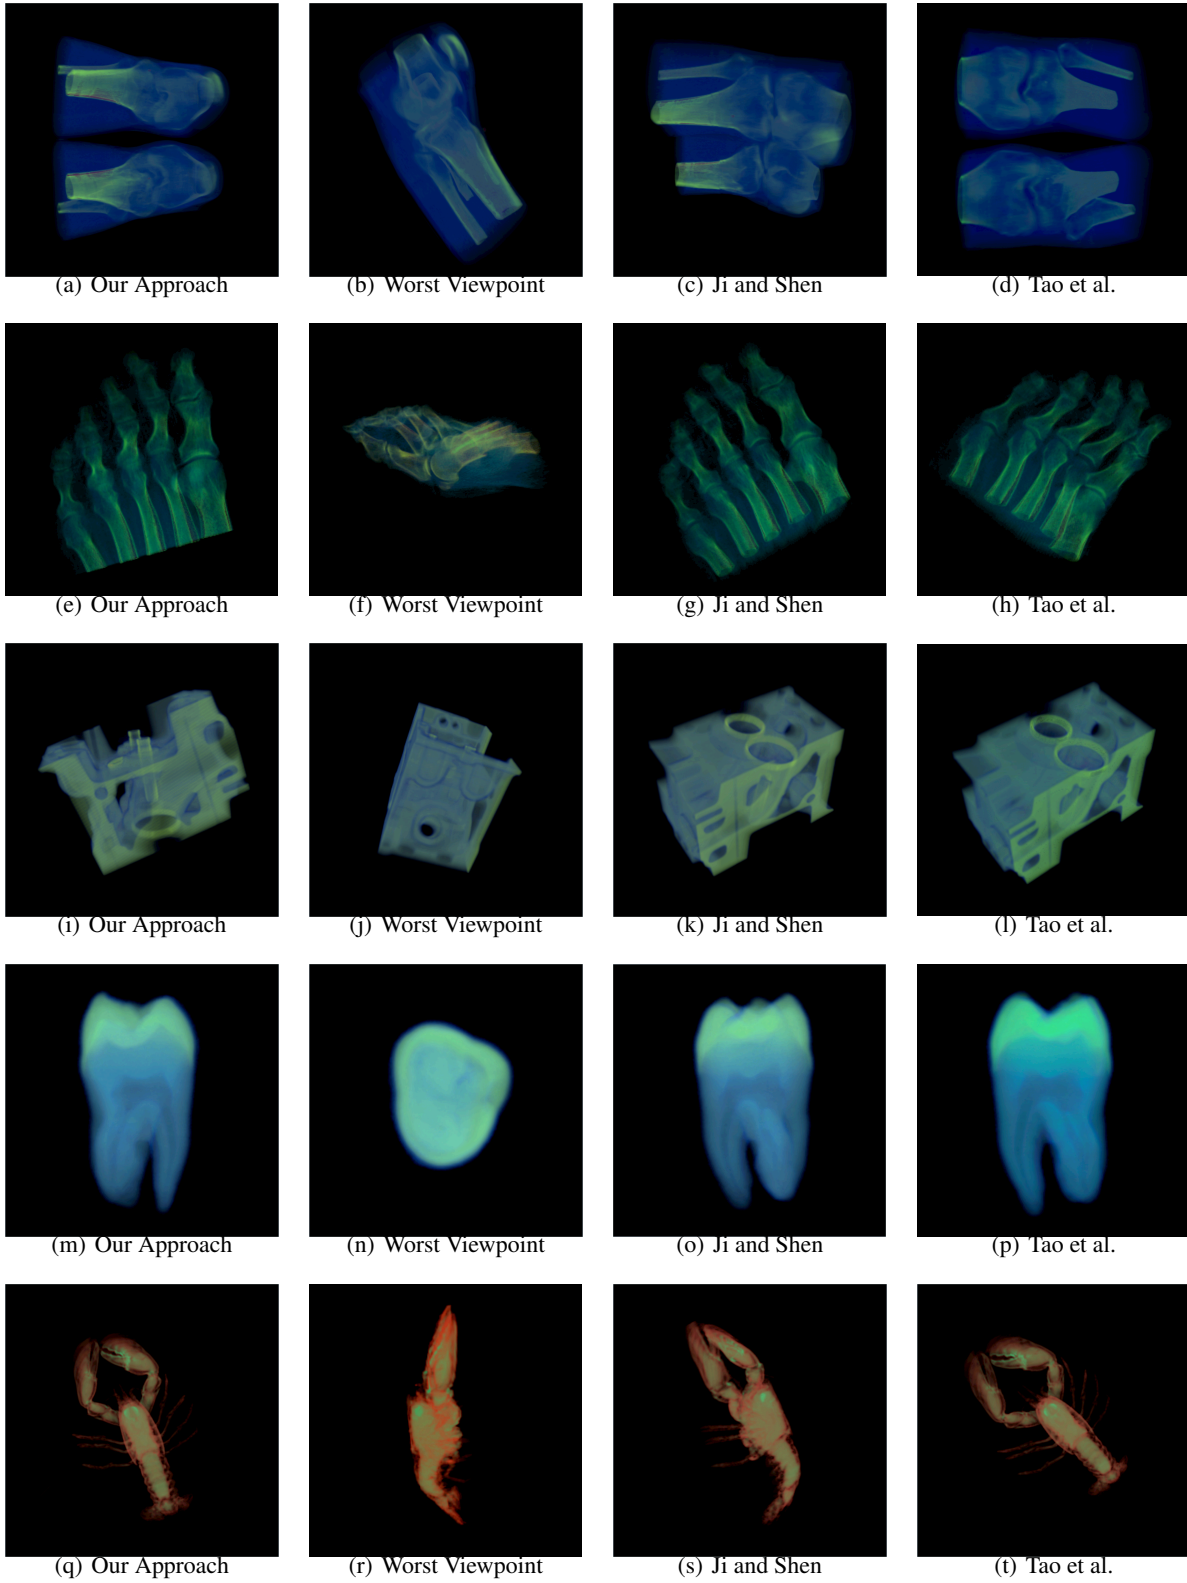 (a) Our Approach
(b) Worst Viewpoint
(c) Ji and Shen
(d) Tao et al.
(e) Our Approach
(f) Worst Viewpoint
(g) Ji and Shen
(h) Tao et al.
(i) Our Approach
(j) Worst Viewpoint
(k) Ji and Shen
(l) Tao et al.
(m) Our Approach
(n) Worst Viewpoint
(o) Ji and Shen
(p) Tao et al.
(q) Our Approach
(r) Worst Viewpoint
(s) Ji and Shen
(t) Tao et al.